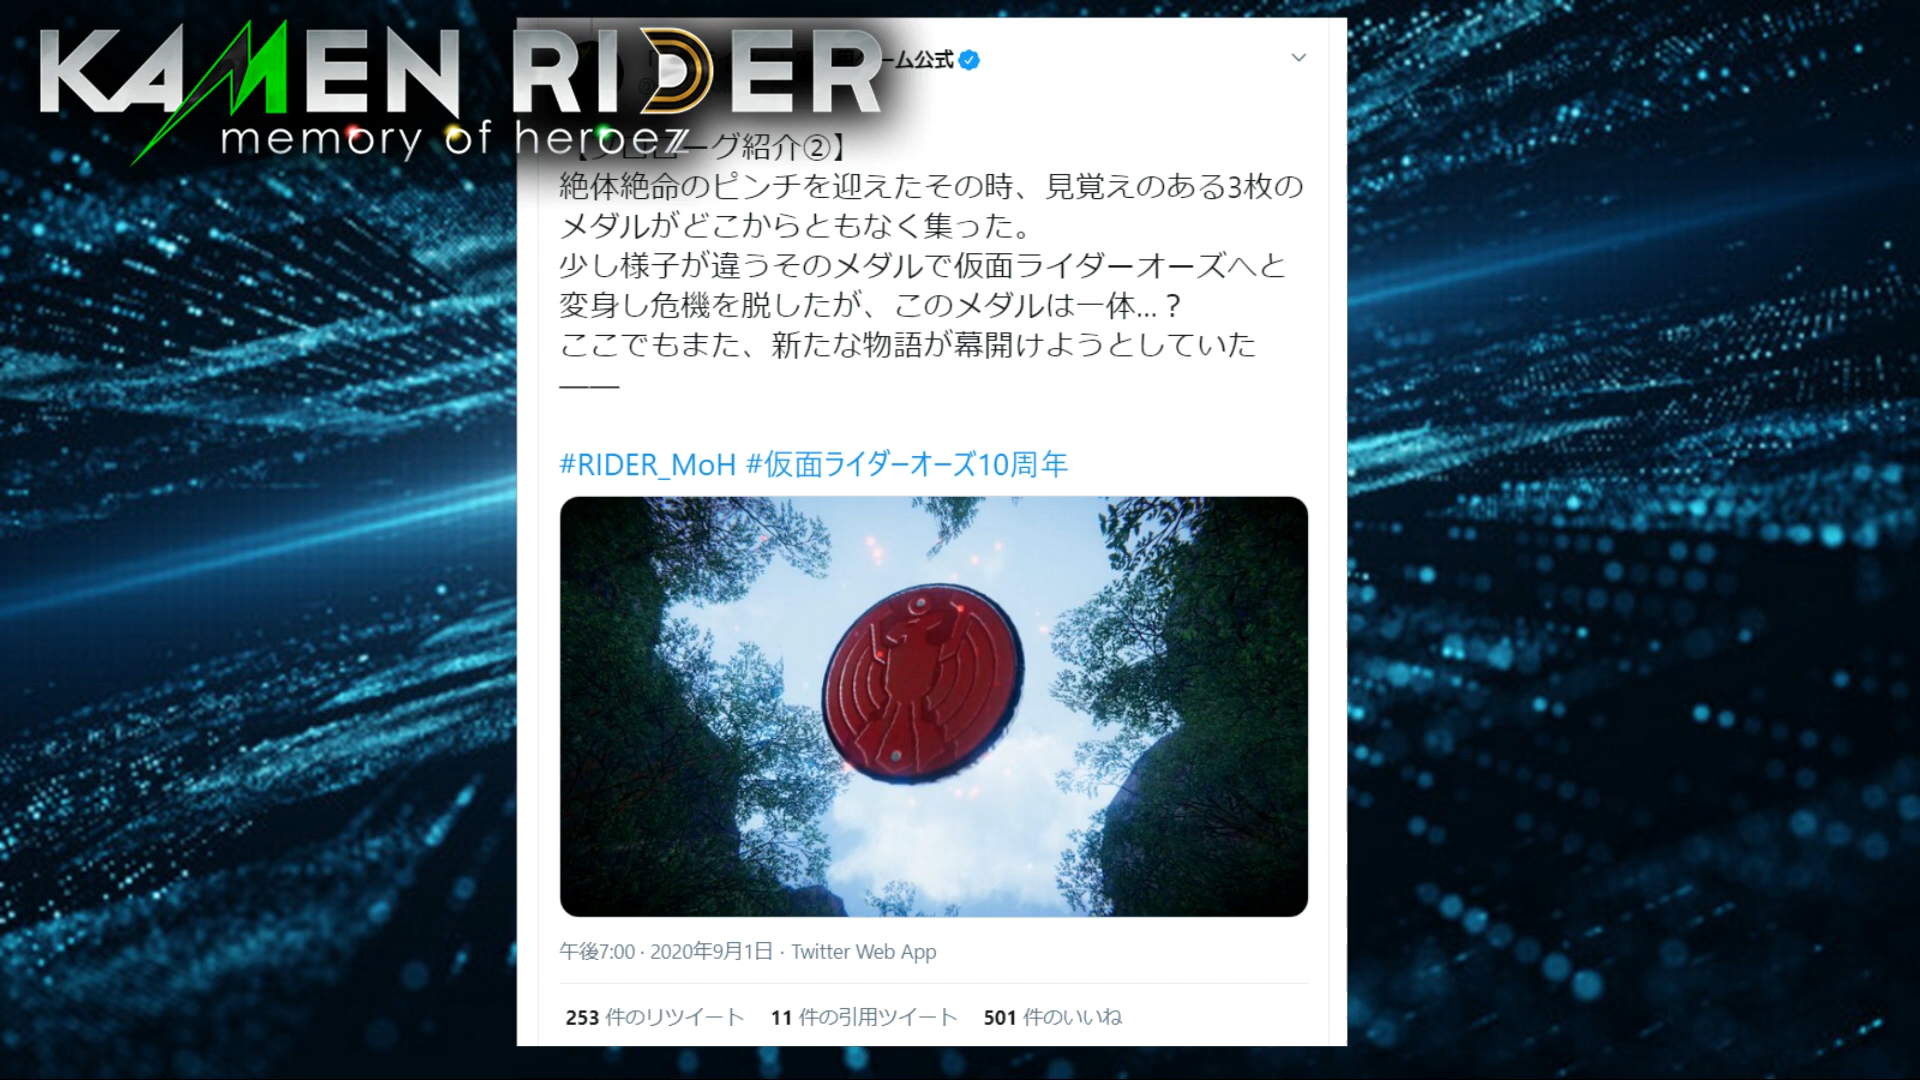 KAMEN RIDER
memory of heroez
ーム公式
ーグ紹介②】
絶体絶命のピンチを迎えたその時、見覚えのある3枚の
メダルがどこからともなく集った。
少し様子が違うそのメダルで仮面ライダーオーズへと
変身し危機を脱したが、このメダルは一体...？
ここでもまた、新たな物語が幕開けようとしていた
――
#RIDER_MoH #仮面ライダーオーズ10周年
午後7:00 · 2020年9月1日 · Twitter Web App
253 件のリツイート 11 件の引用ツイート 501 件のいいね